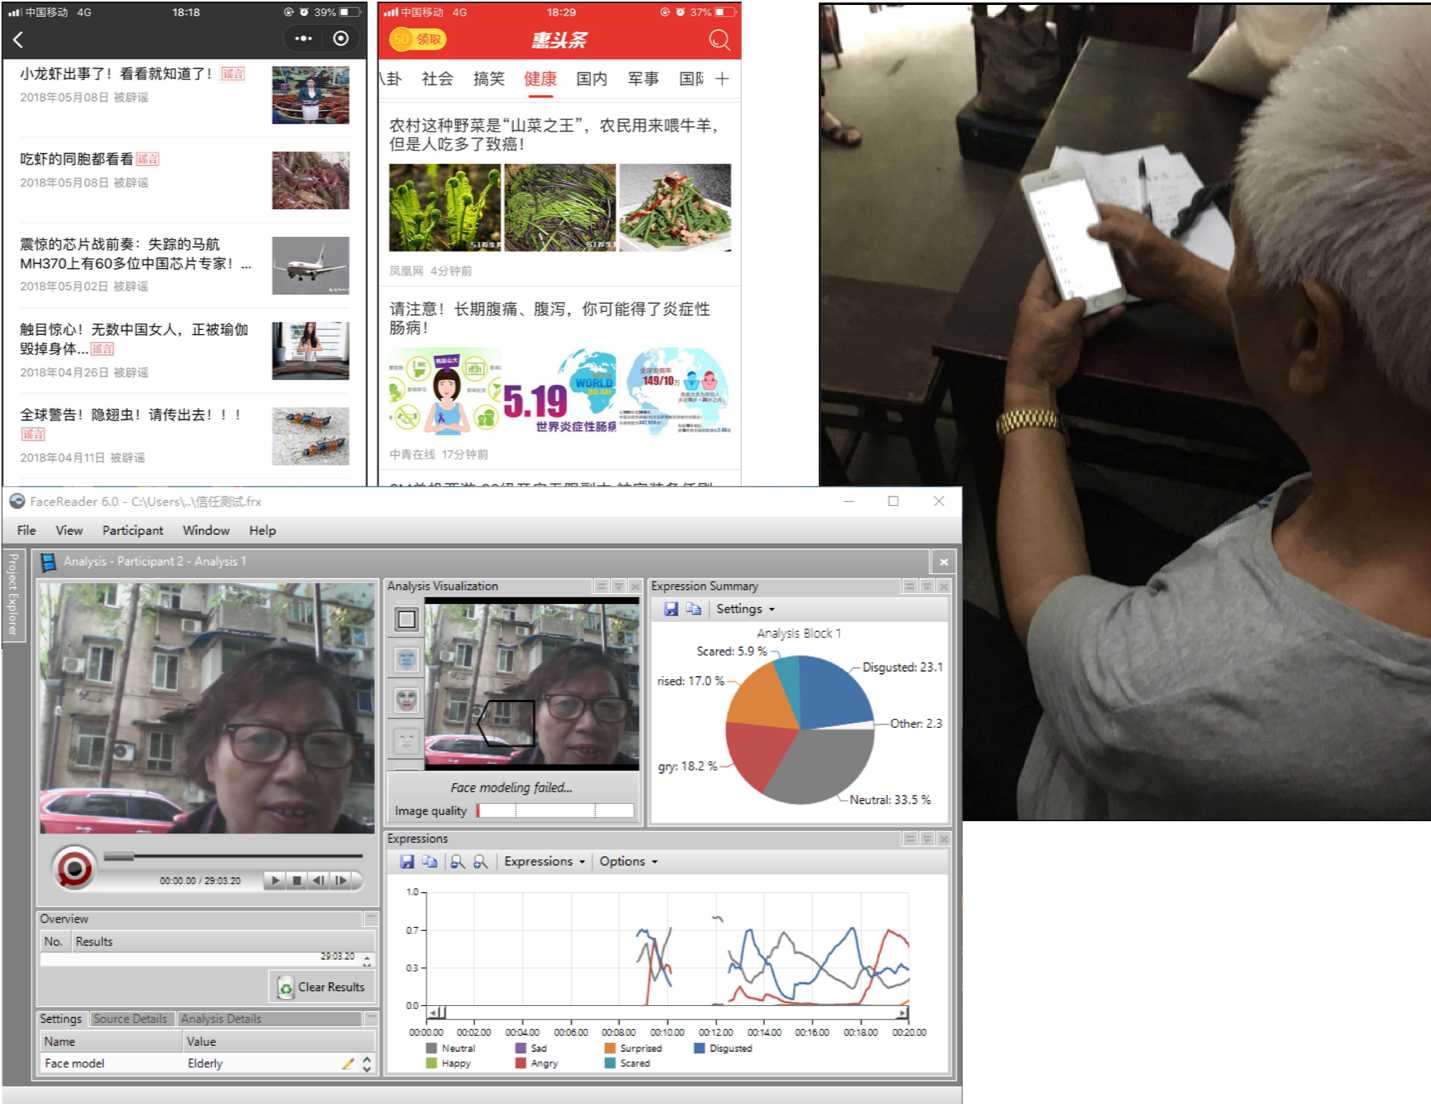 中国移动 4G 18:18 39%
小龙虾出事了！看看就知道了！ 谣言
2018年05月08日 被辟谣
吃虾的同胞都看看 谣言
2018年05月08日 被辟谣
震惊的芯片战前奏：失踪的马航
MH370上有60多位中国芯片专家！...
2018年05月02日 被辟谣
触目惊心！无数中国女人，正被瑜伽
毁掉身体... 谣言
2018年04月26日 被辟谣
全球警告！隐翅虫！请传出去！！！
谣言
2018年04月11日 被辟谣
中国移动 4G 18:29 37%
50 领取 惠头条
八卦 社会 搞笑 健康 国内 军事 国际
农村这种野菜是“山菜之王”，农民用来喂牛羊，
但是人吃多了致癌！
凤凰网 4分钟前
请注意！长期腹痛、腹泻，你可能得了炎症性
肠病！
5.19
WORLD
世界炎症性肠病
全球发病率
149/10万
中青在线 17分钟前
FaceReader 6.0 - C:\Users\..\信任测试.frx
File View Participant Window Help
Project Explorer
Analysis - Participant 2 - Analysis 1
00:00.00 / 29:03.20
Overview
No. Results
29:03.20
Clear Results
Settings Source Details Analysis Details
Name Value
Face model Elderly
Analysis Visualization
Face modeling failed...
Image quality
Expression Summary
Settings
Analysis Block 1
Scared: 5.9 %
Disgusted: 23.1
rised: 17.0 %
Other: 2.3
gry: 18.2 %
Neutral: 33.5 %
Expressions
Expressions Options
1.0
0.7
0.3
0.0
00:00.00 00:02.00 00:04.00 00:06.00 00:08.00 00:10.00 00:12.00 00:14.00 00:16.00 00:18.00 00:20.00
Neutral Sad Surprised Disgusted
Happy Angry Scared